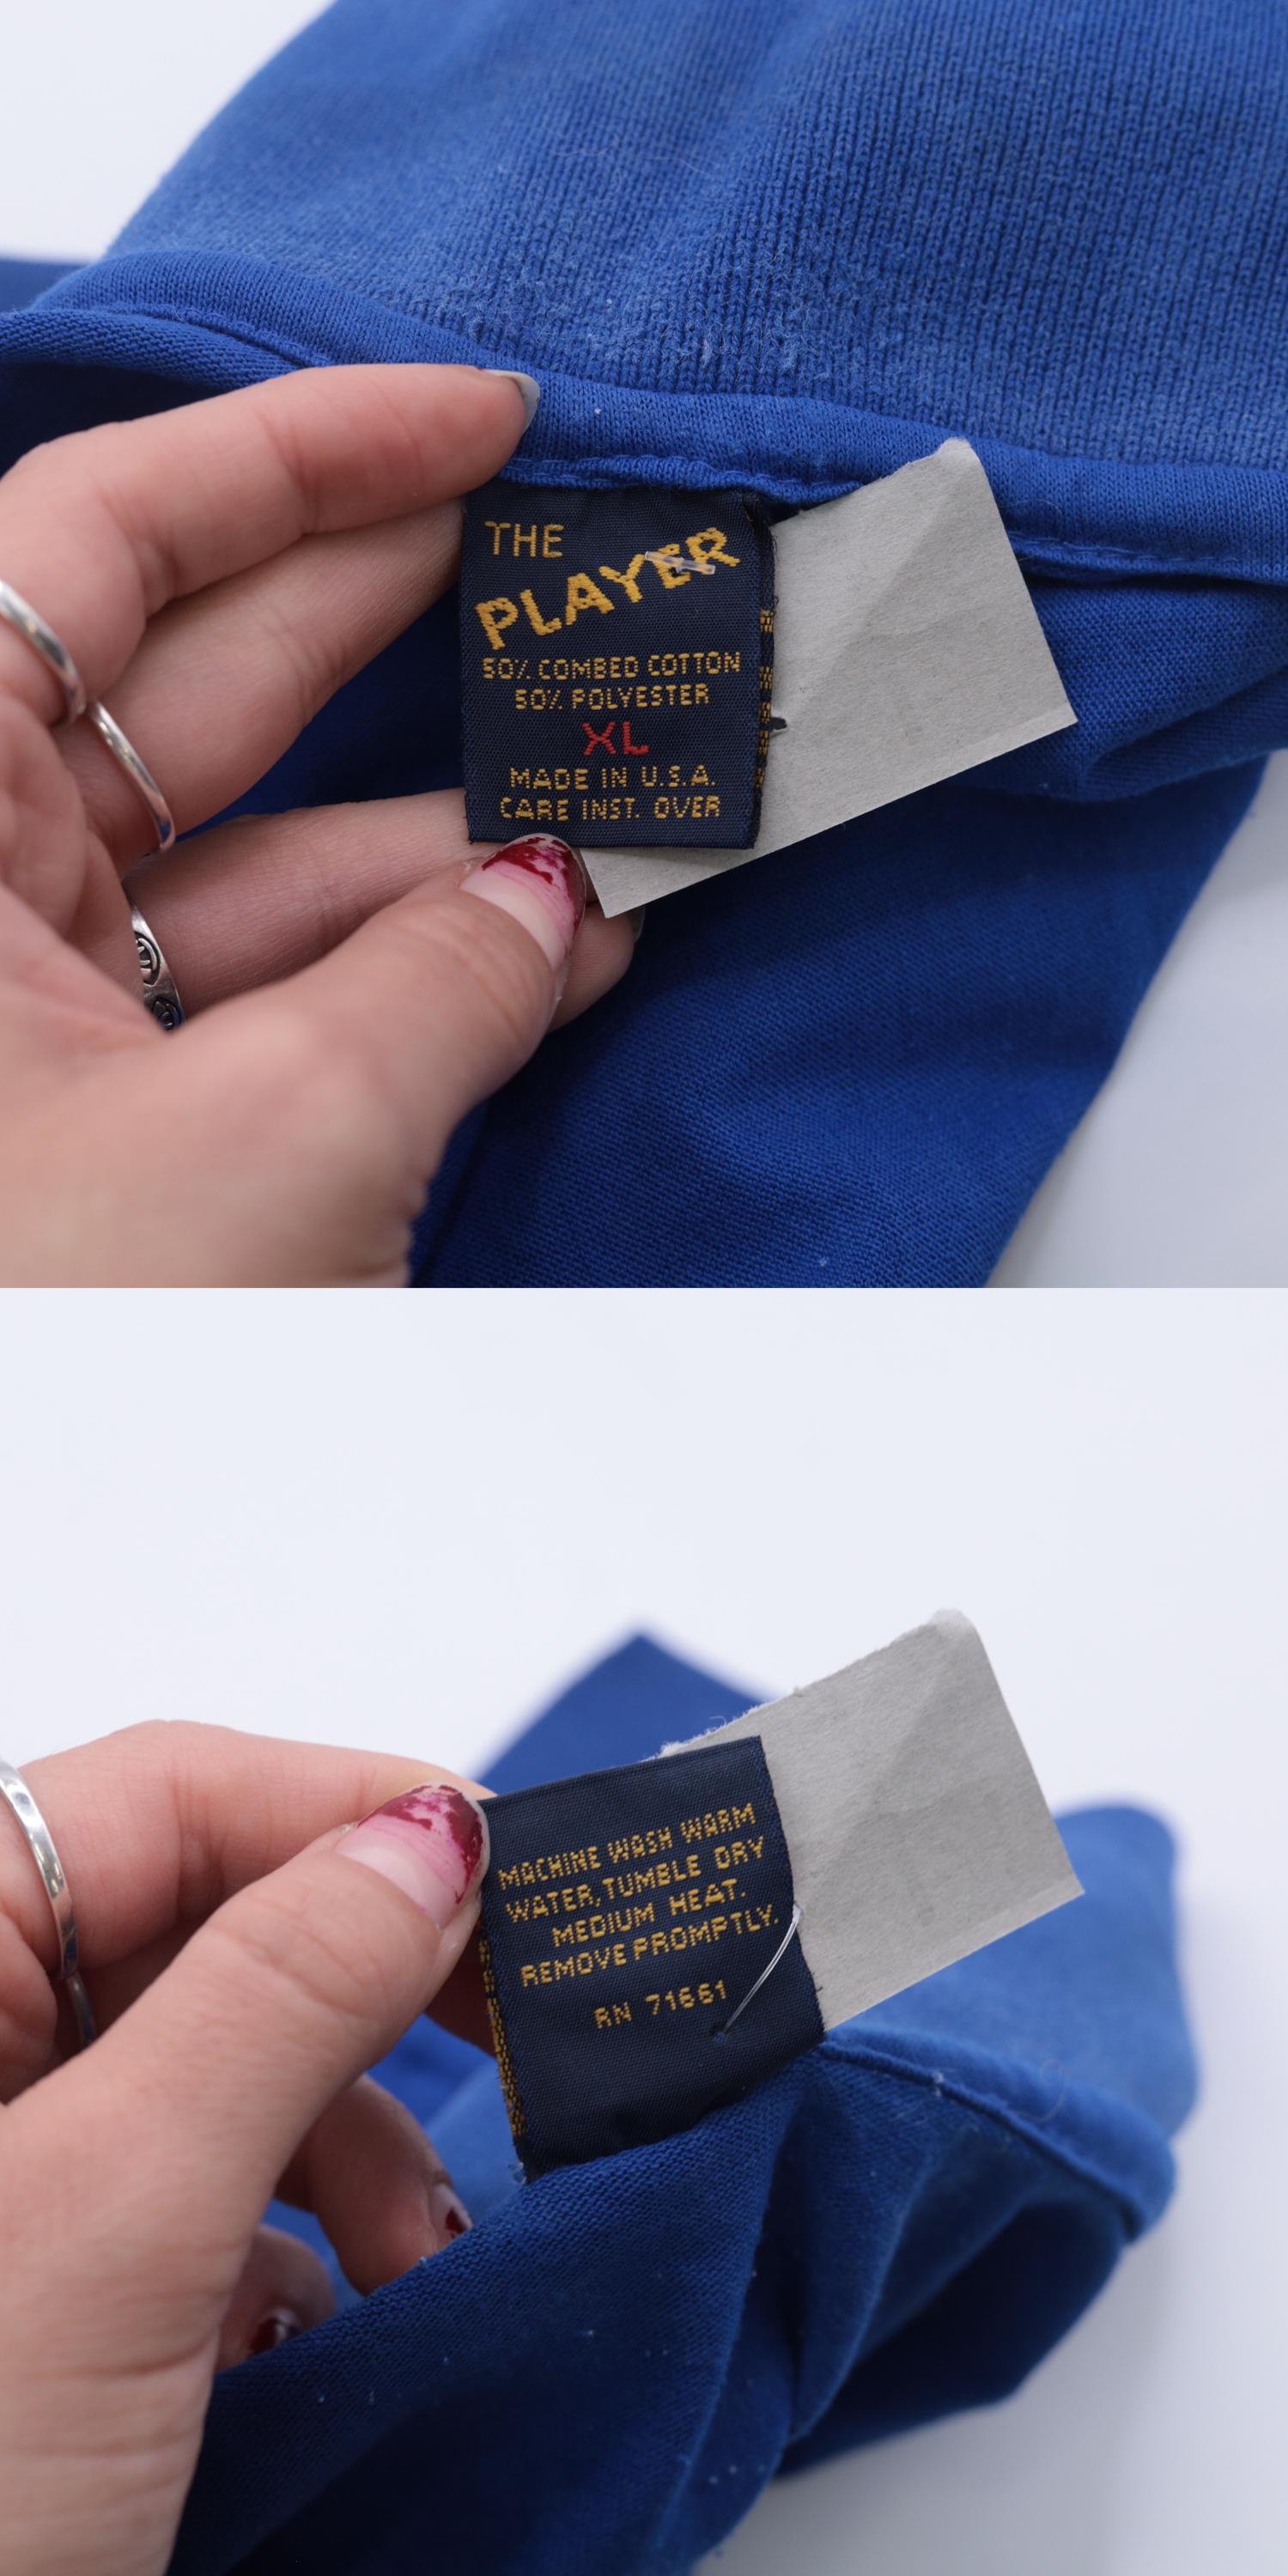 THE
PLAYER
50% COMBED COTTON
50% POLYESTER
XL
MADE IN U.S.A.
CARE INST. OVER
MACHINE WASH WARM
WATER, TUMBLE DRY
MEDIUM HEAT.
REMOVE PROMPTLY.
RN 71661